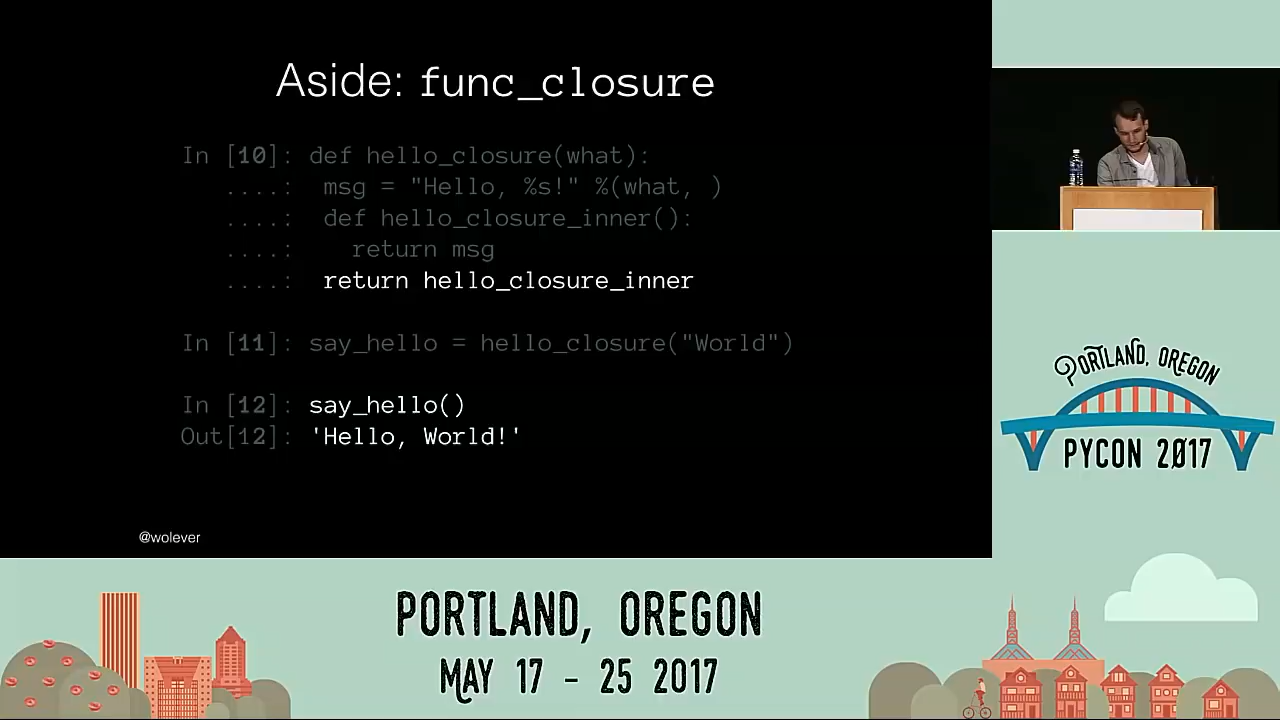 Aside: func_closure
In [10]: def hello_closure(what):
....: msg = "Hello, %s!" %(what, )
....: def hello_closure_inner():
....: return msg
....: return hello_closure_inner
In [11]: say_hello = hello_closure("World")
In [12]: say_hello()
Out[12]: 'Hello, World!'
@wolever
PORTLAND, OREGON
PYCON 2017
PORTLAND, OREGON
MAY 17 - 25 2017